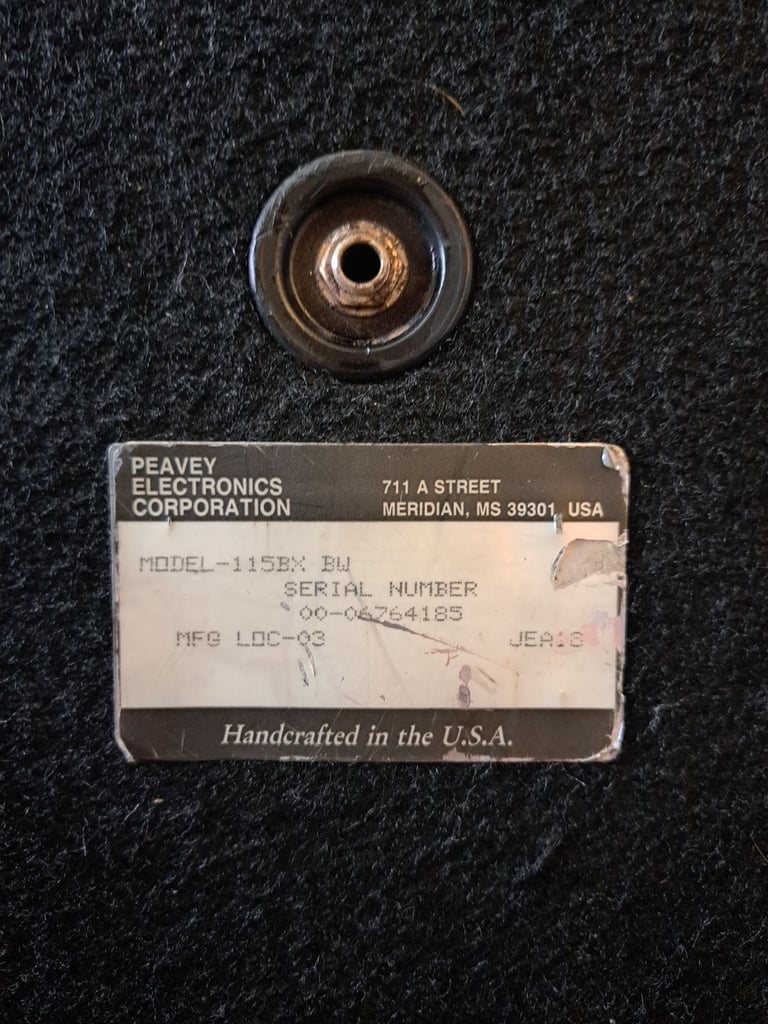 PEAVEY
ELECTRONICS
CORPORATION
711 A STREET
MERIDIAN, MS 39301 USA
MODEL-115BX BW
SERIAL NUMBER
00-06764185
MFG LOC-03 JEA18
Handcrafted in the U.S.A.